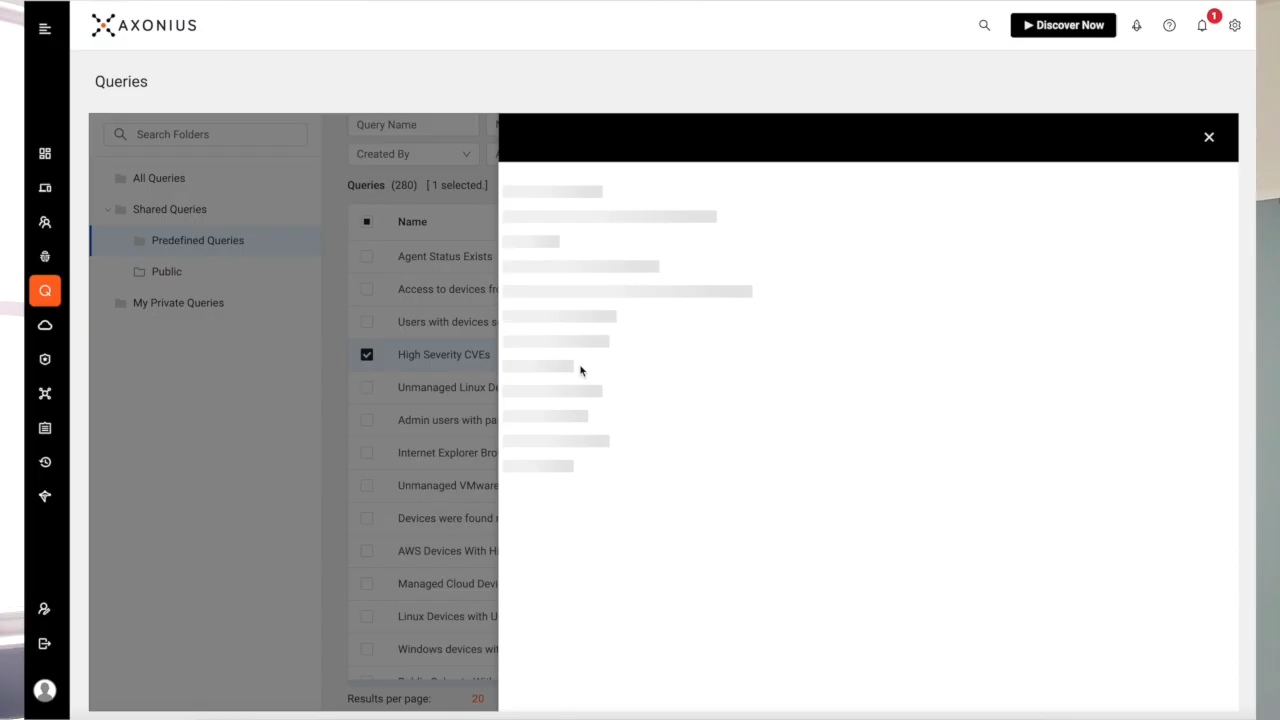 AXONIUS
Discover Now
1
Queries
Search Folders
All Queries
Shared Queries
Predefined Queries
Public
My Private Queries
Query Name
Created By
Queries (280) [ 1 selected.]
Name
Agent Status Exists
Access to devices fr
Users with devices s
High Severity CVEs
Unmanaged Linux De
Admin users with pa
Internet Explorer Bro
Unmanaged VMware
Devices were found
AWS Devices With Hi
Managed Cloud Devi
Linux Devices with U
Windows devices wit
Results per page: 20